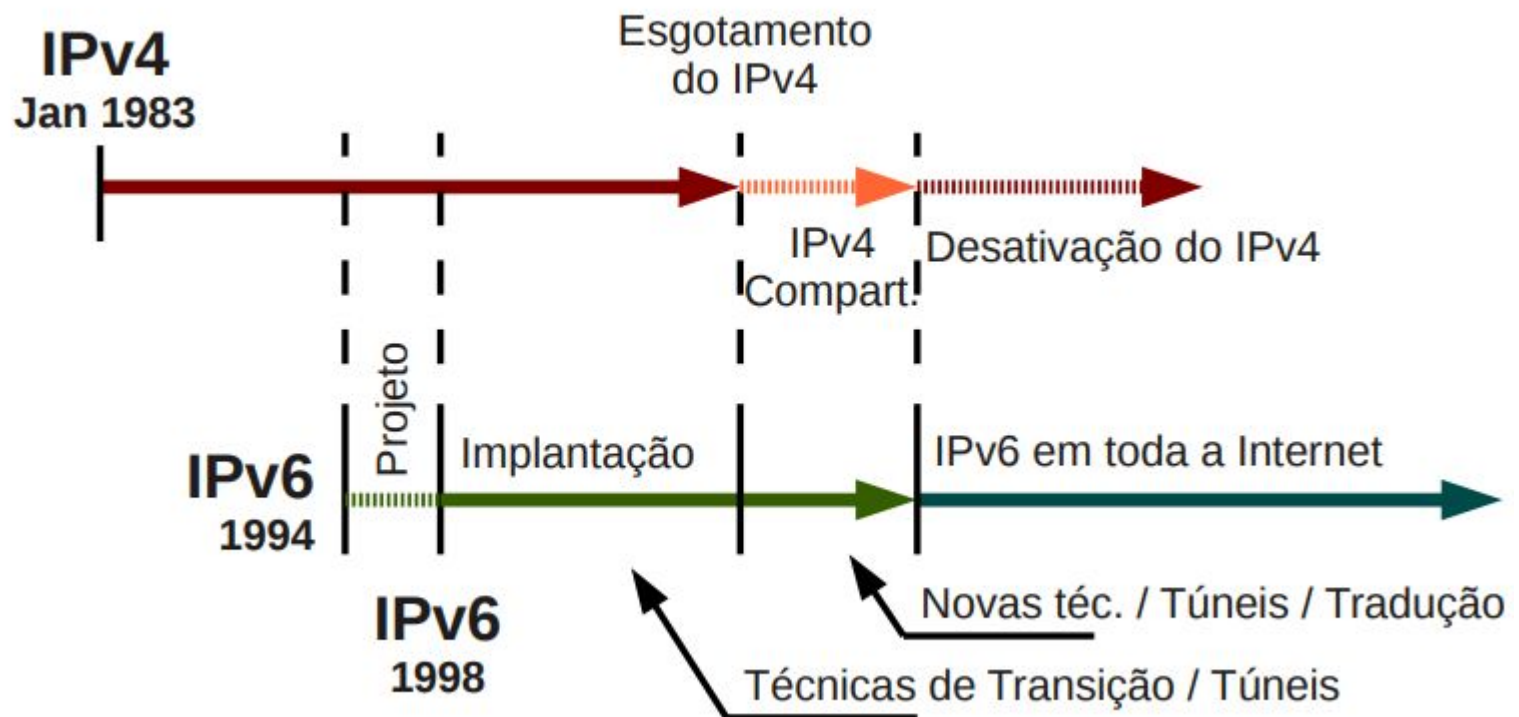 IPv4
Jan 1983
Esgotamento
do IPv4
IPv4
Compart.
Desativação do IPv4
Projeto
IPv6
1994
Implantação
IPv6 em toda a Internet
IPv6
1998
Novas téc. / Túneis / Tradução
Técnicas de Transição / Túneis